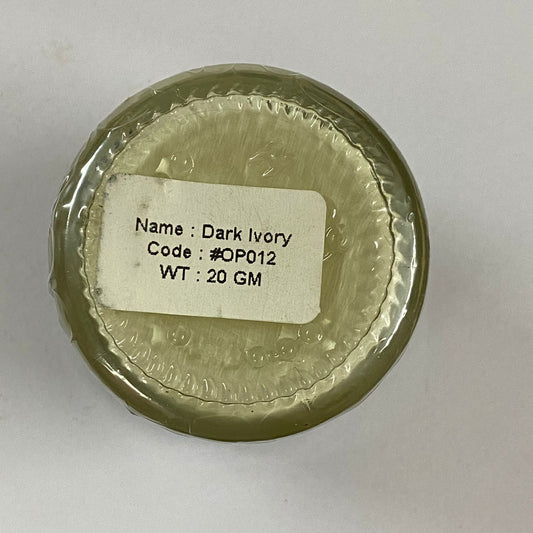 Name : Dark Ivory
Code : #OP012
WT : 20 GM